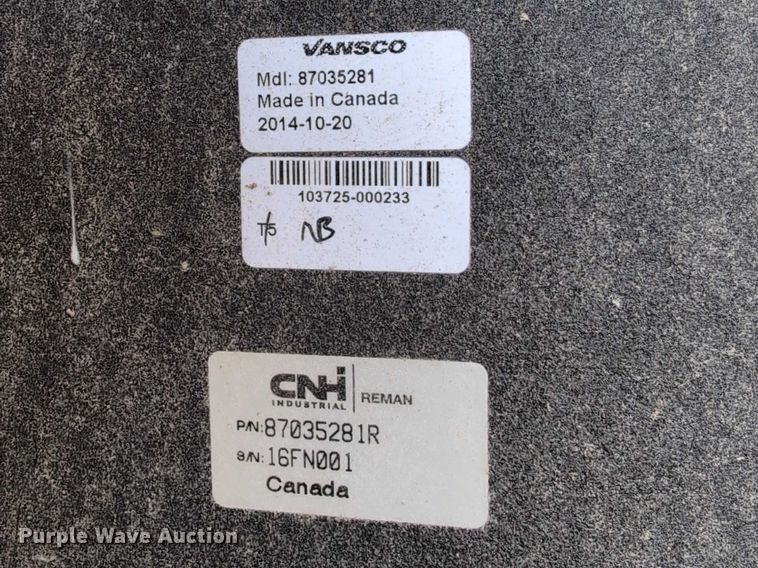 VANSCO
Mdl: 87035281
Made in Canada
2014-10-20
103725-000233
T/5 NB
CNH
INDUSTRIAL
REMAN
P/N:87035281R
S/N:16FN001
Canada
Purple Wave Auction